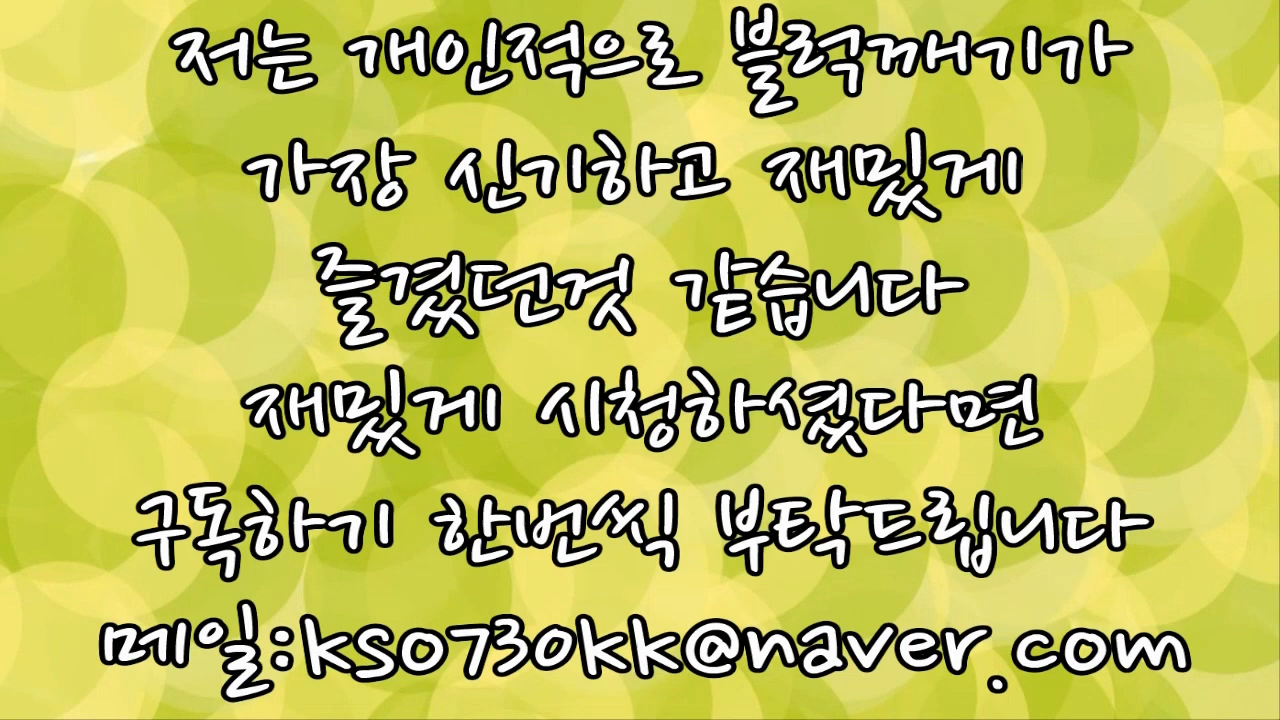 저는 개인적으로 블럭깨기가
가장 신기하고 재밌게
즐겼던것 같습니다
재밌게 시청하셨다면
구독하기 한번씩 부탁드립니다
메일:kso730kk@naver.com